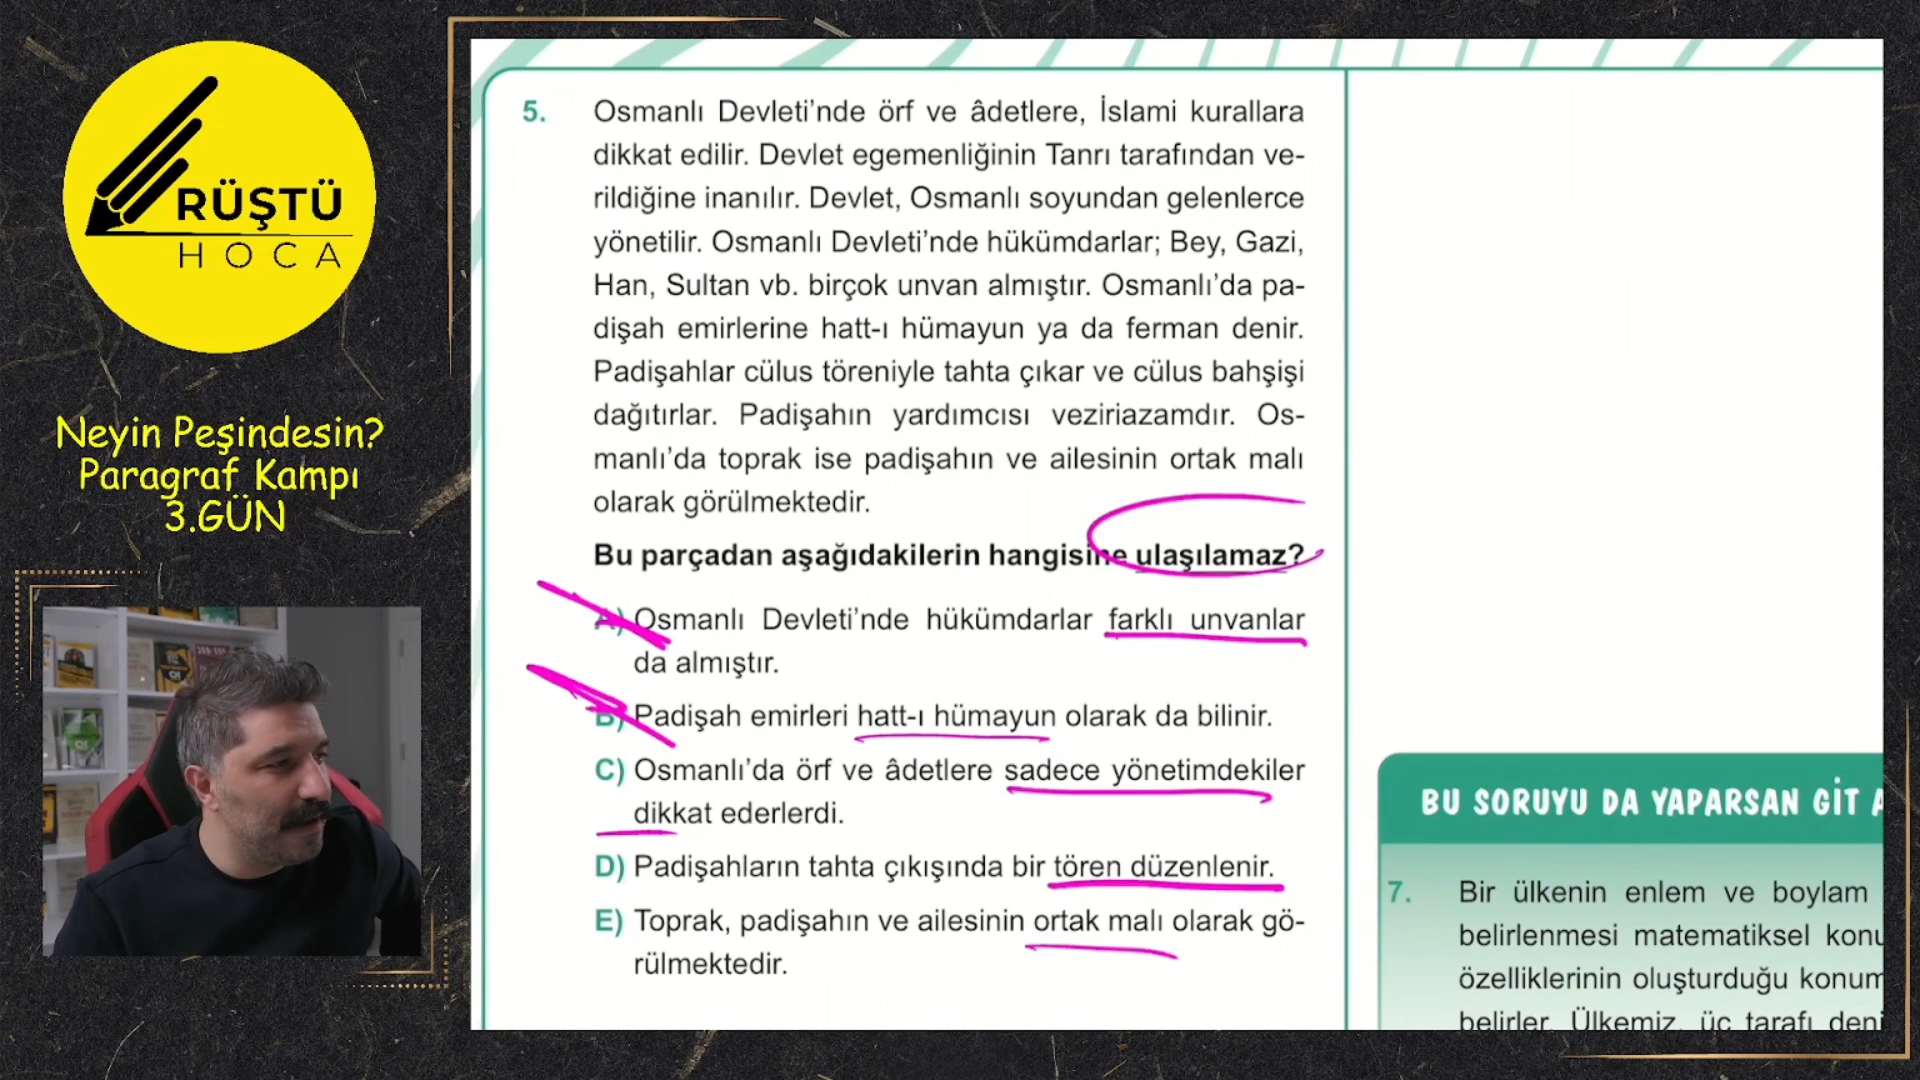 RÜŞTÜ
HOCA
Neyin Peşindesin?
Paragraf Kampı
3.GÜN
5. Osmanlı Devleti’nde örf ve âdetlere, İslami kurallara
dikkat edilir. Devlet egemenliğinin Tanrı tarafından ve-
rildiğine inanılır. Devlet, Osmanlı soyundan gelenlerce
yönetilir. Osmanlı Devleti’nde hükümdarlar; Bey, Gazi,
Han, Sultan vb. birçok unvan almıştır. Osmanlı’da pa-
dişah emirlerine hatt-ı hümayun ya da ferman denir.
Padişahlar cülus töreniyle tahta çıkar ve cülus bahşişi
dağıtırlar. Padişahın yardımcısı veziriazamdır. Os-
manlı’da toprak ise padişahın ve ailesinin ortak malı
olarak görülmektedir.
Bu parçadan aşağıdakilerin hangisine ulaşılamaz?
A) Osmanlı Devleti’nde hükümdarlar farklı unvanlar
da almıştır.
B) Padişah emirleri hatt-ı hümayun olarak da bilinir.
C) Osmanlı’da örf ve âdetlere sadece yönetimdekiler
dikkat ederlerdi.
D) Padişahların tahta çıkışında bir tören düzenlenir.
E) Toprak, padişahın ve ailesinin ortak malı olarak gö-
rülmektedir.
BU SORUYU DA YAPARSAN GİT
7. Bir ülkenin enlem ve boylam
belirlenmesi matematiksel
özelliklerinin oluşturduğu
belirler. Ülkemiz, üç tarafı